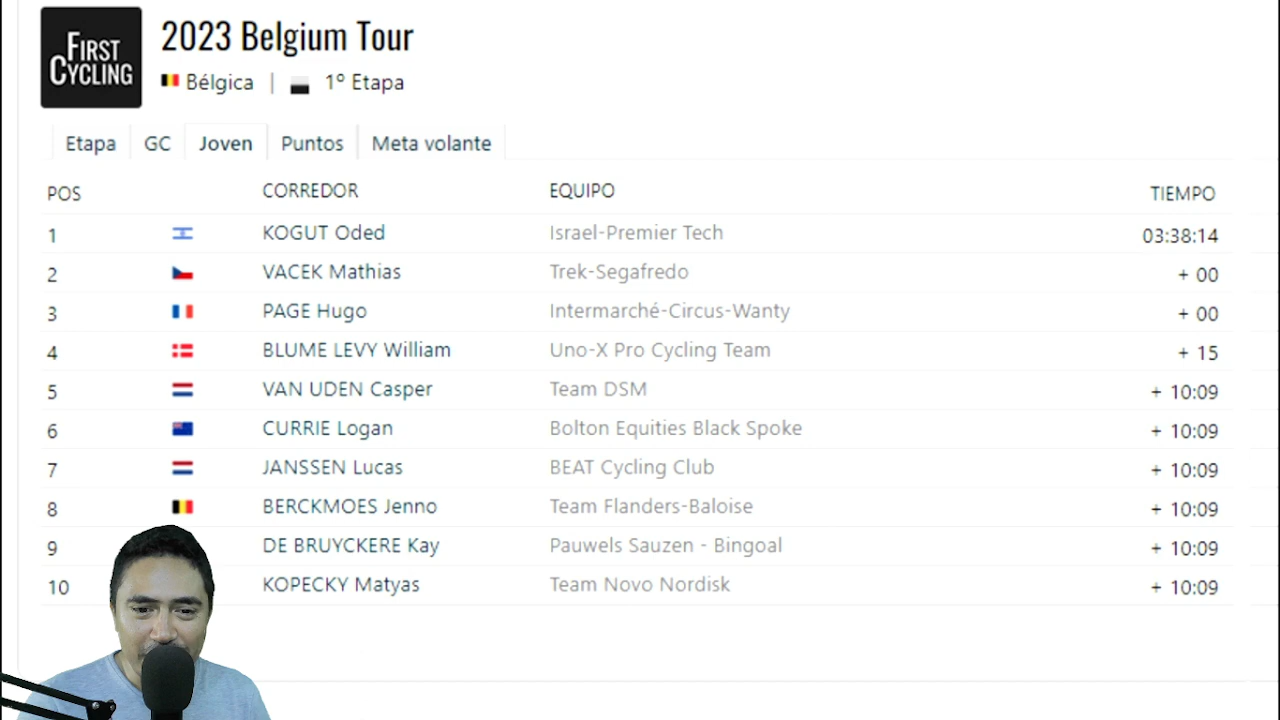 FIRST
CYCLING
2023 Belgium Tour
Bélgica | 1º Etapa
Etapa GC Joven Puntos Meta volante
POS CORREDOR EQUIPO TIEMPO
1 KOGUT Oded Israel-Premier Tech 03:38:14
2 VACEK Mathias Trek-Segafredo + 00
3 PAGE Hugo Intermarché-Circus-Wanty + 00
4 BLUME LEVY William Uno-X Pro Cycling Team + 15
5 VAN UDEN Casper Team DSM + 10:09
6 CURRIE Logan Bolton Equities Black Spoke + 10:09
7 JANSSEN Lucas BEAT Cycling Club + 10:09
8 BERCKMOES Jenno Team Flanders-Baloise + 10:09
9 DE BRUYCKERE Kay Pauwels Sauzen - Bingoal + 10:09
10 KOPECKY Matyas Team Novo Nordisk + 10:09